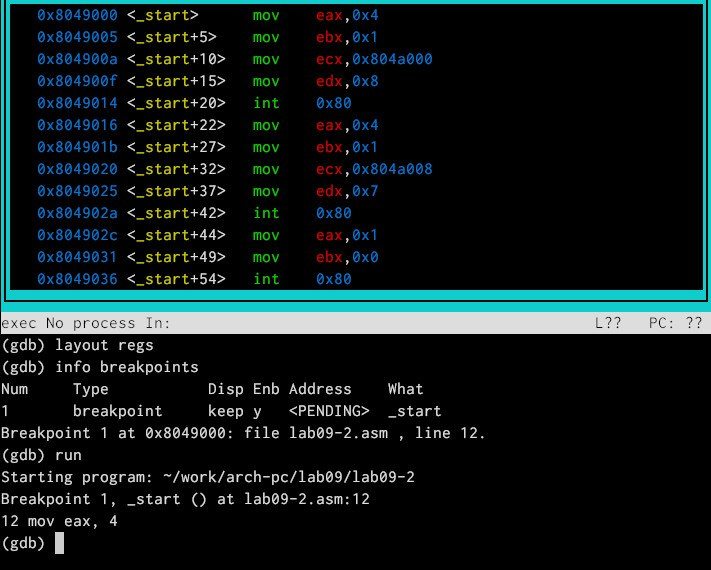 0x8049000 <_start> mov eax,0x4
0x8049005 <_start+5> mov ebx,0x1
0x804900a <_start+10> mov ecx,0x804a000
0x804900f <_start+15> mov edx,0x8
0x8049014 <_start+20> int 0x80
0x8049016 <_start+22> mov eax,0x4
0x804901b <_start+27> mov ebx,0x1
0x8049020 <_start+32> mov ecx,0x804a008
0x8049025 <_start+37> mov edx,0x7
0x804902a <_start+42> int 0x80
0x804902c <_start+44> mov eax,0x1
0x8049031 <_start+49> mov ebx,0x0
0x8049036 <_start+54> int 0x80
exec No process In: L?? PC: ??
(gdb) layout regs
(gdb) info breakpoints
Num Type Disp Enb Address What
1 breakpoint keep y <PENDING> _start
Breakpoint 1 at 0x8049000: file lab09-2.asm , line 12.
(gdb) run
Starting program: ~/work/arch-pc/lab09/lab09-2
Breakpoint 1, _start () at lab09-2.asm:12
12 mov eax, 4
(gdb)